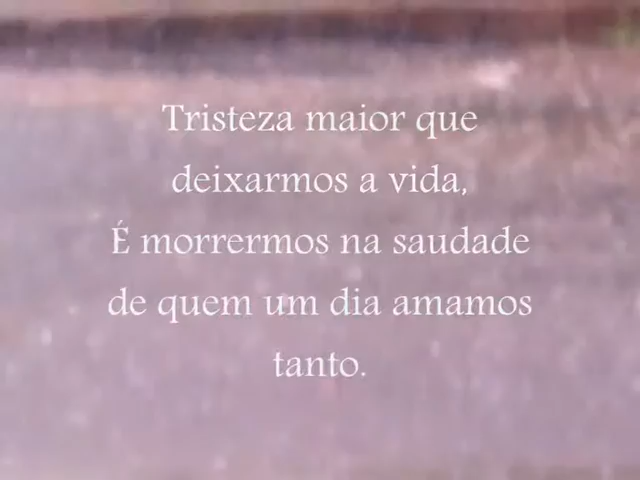 Tristeza maior que
deixarmos a vida,
É morrermos na saudade
de quem um dia amamos
tanto.